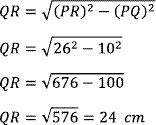 QR = √((PR)² − (PQ)²)
QR = √(26² − 10²)
QR = √(676 − 100)
QR = √576 = 24 cm